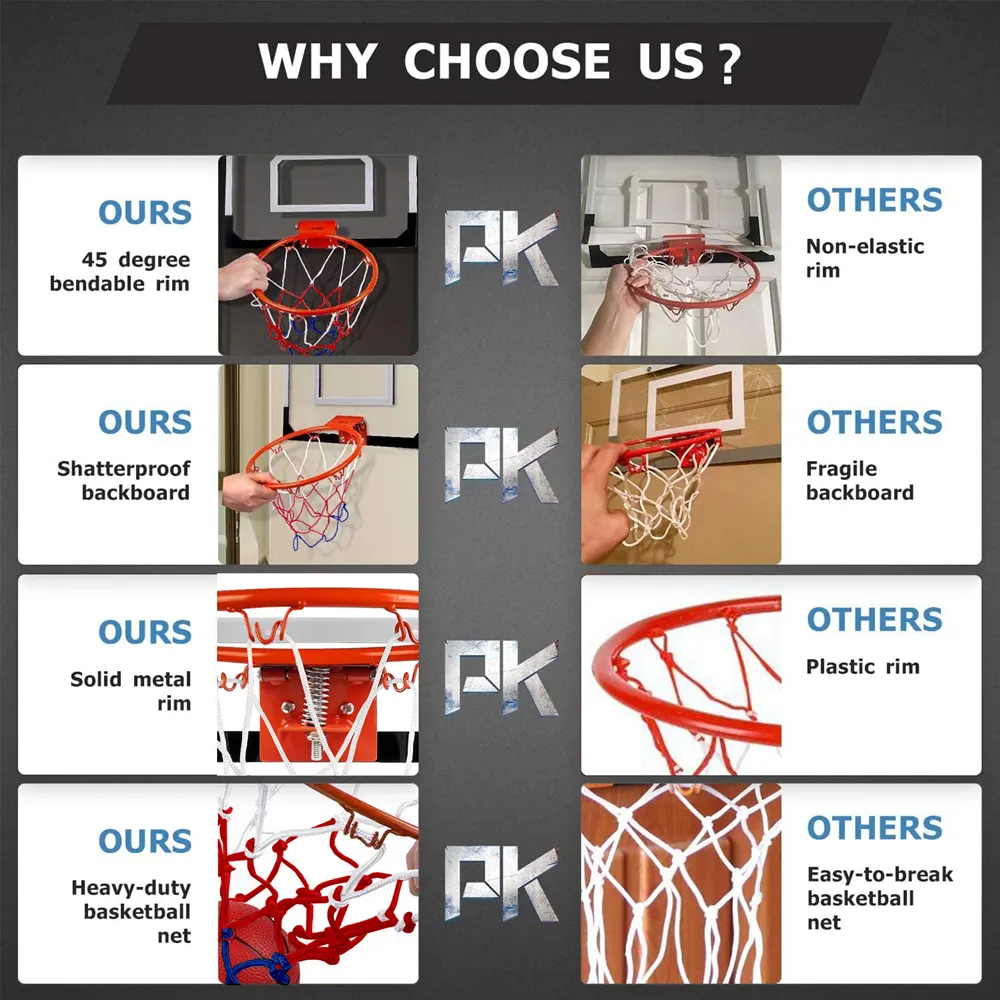 WHY CHOOSE US ?
OURS
45 degree
bendable rim
PK
OTHERS
Non-elastic
rim
OURS
Shatterproof
backboard
PK
OTHERS
Fragile
backboard
OURS
Solid metal
rim
PK
OTHERS
Plastic rim
OURS
Heavy-duty
basketball
net
PK
OTHERS
Easy-to-break
basketball
net